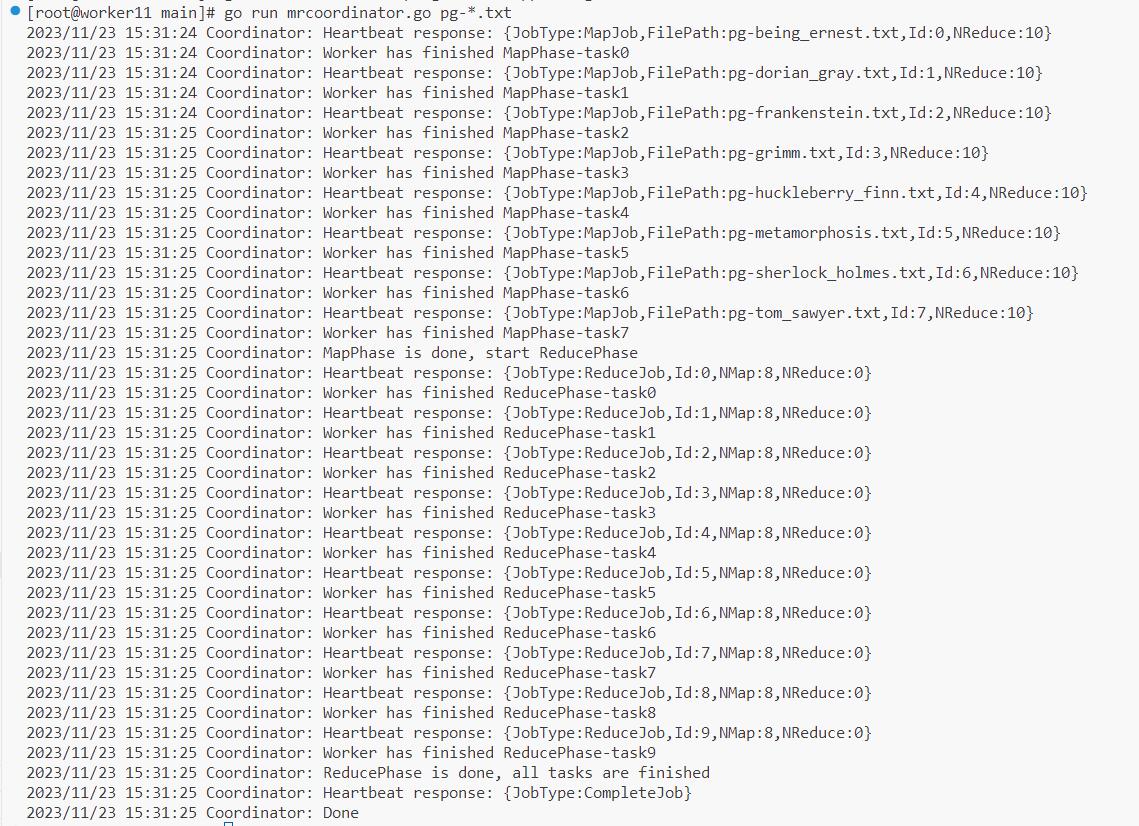 [root@worker11 main]# go run mrcoordinator.go pg-*.txt
2023/11/23 15:31:24 Coordinator: Heartbeat response: {JobType:MapJob,FilePath:pg-being_ernest.txt,Id:0,NReduce:10}
2023/11/23 15:31:24 Coordinator: Worker has finished MapPhase-task0
2023/11/23 15:31:24 Coordinator: Heartbeat response: {JobType:MapJob,FilePath:pg-dorian_gray.txt,Id:1,NReduce:10}
2023/11/23 15:31:24 Coordinator: Worker has finished MapPhase-task1
2023/11/23 15:31:24 Coordinator: Heartbeat response: {JobType:MapJob,FilePath:pg-frankenstein.txt,Id:2,NReduce:10}
2023/11/23 15:31:25 Coordinator: Worker has finished MapPhase-task2
2023/11/23 15:31:25 Coordinator: Heartbeat response: {JobType:MapJob,FilePath:pg-grimm.txt,Id:3,NReduce:10}
2023/11/23 15:31:25 Coordinator: Worker has finished MapPhase-task3
2023/11/23 15:31:25 Coordinator: Heartbeat response: {JobType:MapJob,FilePath:pg-huckleberry_finn.txt,Id:4,NReduce:10}
2023/11/23 15:31:25 Coordinator: Worker has finished MapPhase-task4
2023/11/23 15:31:25 Coordinator: Heartbeat response: {JobType:MapJob,FilePath:pg-metamorphosis.txt,Id:5,NReduce:10}
2023/11/23 15:31:25 Coordinator: Worker has finished MapPhase-task5
2023/11/23 15:31:25 Coordinator: Heartbeat response: {JobType:MapJob,FilePath:pg-sherlock_holmes.txt,Id:6,NReduce:10}
2023/11/23 15:31:25 Coordinator: Worker has finished MapPhase-task6
2023/11/23 15:31:25 Coordinator: Heartbeat response: {JobType:MapJob,FilePath:pg-tom_sawyer.txt,Id:7,NReduce:10}
2023/11/23 15:31:25 Coordinator: Worker has finished MapPhase-task7
2023/11/23 15:31:25 Coordinator: MapPhase is done, start ReducePhase
2023/11/23 15:31:25 Coordinator: Heartbeat response: {JobType:ReduceJob,Id:0,NMap:8,NReduce:0}
2023/11/23 15:31:25 Coordinator: Worker has finished ReducePhase-task0
2023/11/23 15:31:25 Coordinator: Heartbeat response: {JobType:ReduceJob,Id:1,NMap:8,NReduce:0}
2023/11/23 15:31:25 Coordinator: Worker has finished ReducePhase-task1
2023/11/23 15:31:25 Coordinator: Heartbeat response: {JobType:ReduceJob,Id:2,NMap:8,NReduce:0}
2023/11/23 15:31:25 Coordinator: Worker has finished ReducePhase-task2
2023/11/23 15:31:25 Coordinator: Heartbeat response: {JobType:ReduceJob,Id:3,NMap:8,NReduce:0}
2023/11/23 15:31:25 Coordinator: Worker has finished ReducePhase-task3
2023/11/23 15:31:25 Coordinator: Heartbeat response: {JobType:ReduceJob,Id:4,NMap:8,NReduce:0}
2023/11/23 15:31:25 Coordinator: Worker has finished ReducePhase-task4
2023/11/23 15:31:25 Coordinator: Heartbeat response: {JobType:ReduceJob,Id:5,NMap:8,NReduce:0}
2023/11/23 15:31:25 Coordinator: Worker has finished ReducePhase-task5
2023/11/23 15:31:25 Coordinator: Heartbeat response: {JobType:ReduceJob,Id:6,NMap:8,NReduce:0}
2023/11/23 15:31:25 Coordinator: Worker has finished ReducePhase-task6
2023/11/23 15:31:25 Coordinator: Heartbeat response: {JobType:ReduceJob,Id:7,NMap:8,NReduce:0}
2023/11/23 15:31:25 Coordinator: Worker has finished ReducePhase-task7
2023/11/23 15:31:25 Coordinator: Heartbeat response: {JobType:ReduceJob,Id:8,NMap:8,NReduce:0}
2023/11/23 15:31:25 Coordinator: Worker has finished ReducePhase-task8
2023/11/23 15:31:25 Coordinator: Heartbeat response: {JobType:ReduceJob,Id:9,NMap:8,NReduce:0}
2023/11/23 15:31:25 Coordinator: Worker has finished ReducePhase-task9
2023/11/23 15:31:25 Coordinator: ReducePhase is done, all tasks are finished
2023/11/23 15:31:25 Coordinator: Heartbeat response: {JobType:CompleteJob}
2023/11/23 15:31:25 Coordinator: Done